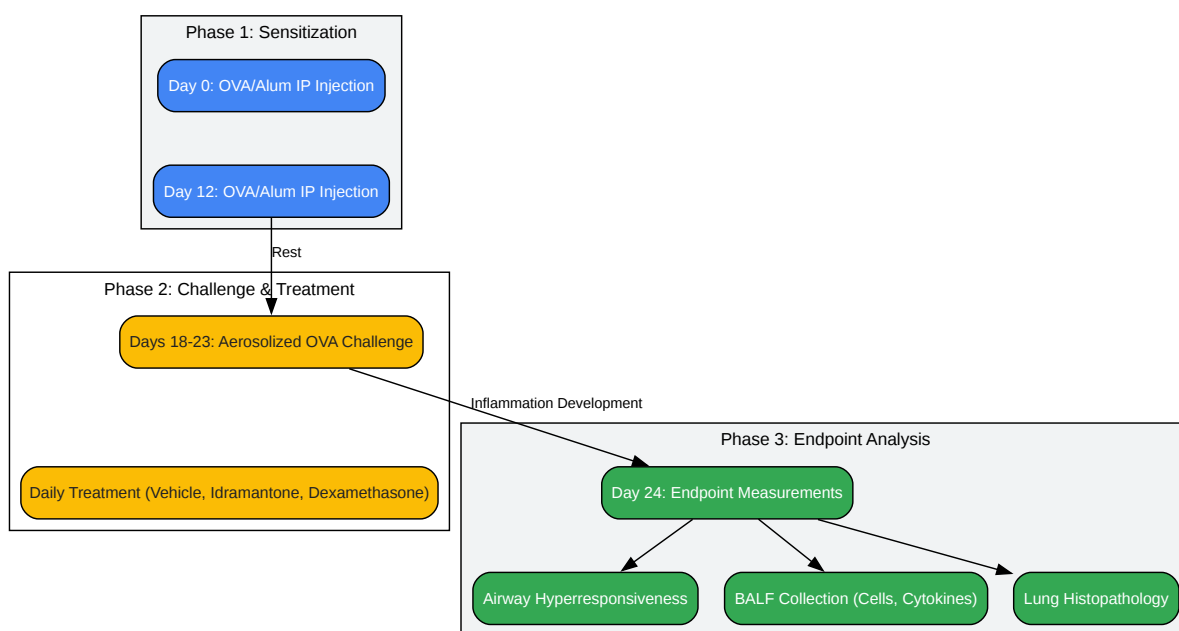 Phase 1: Sensitization
Day 0: OVA/Alum IP Injection
Day 12: OVA/Alum IP Injection
Rest
Phase 2: Challenge & Treatment
Days 18-23: Aerosolized OVA Challenge
Inflammation Development
Daily Treatment (Vehicle, Idramantone, Dexamethasone)
Phase 3: Endpoint Analysis
Day 24: Endpoint Measurements
Airway Hyperresponsiveness
BALF Collection (Cells, Cytokines)
Lung Histopathology